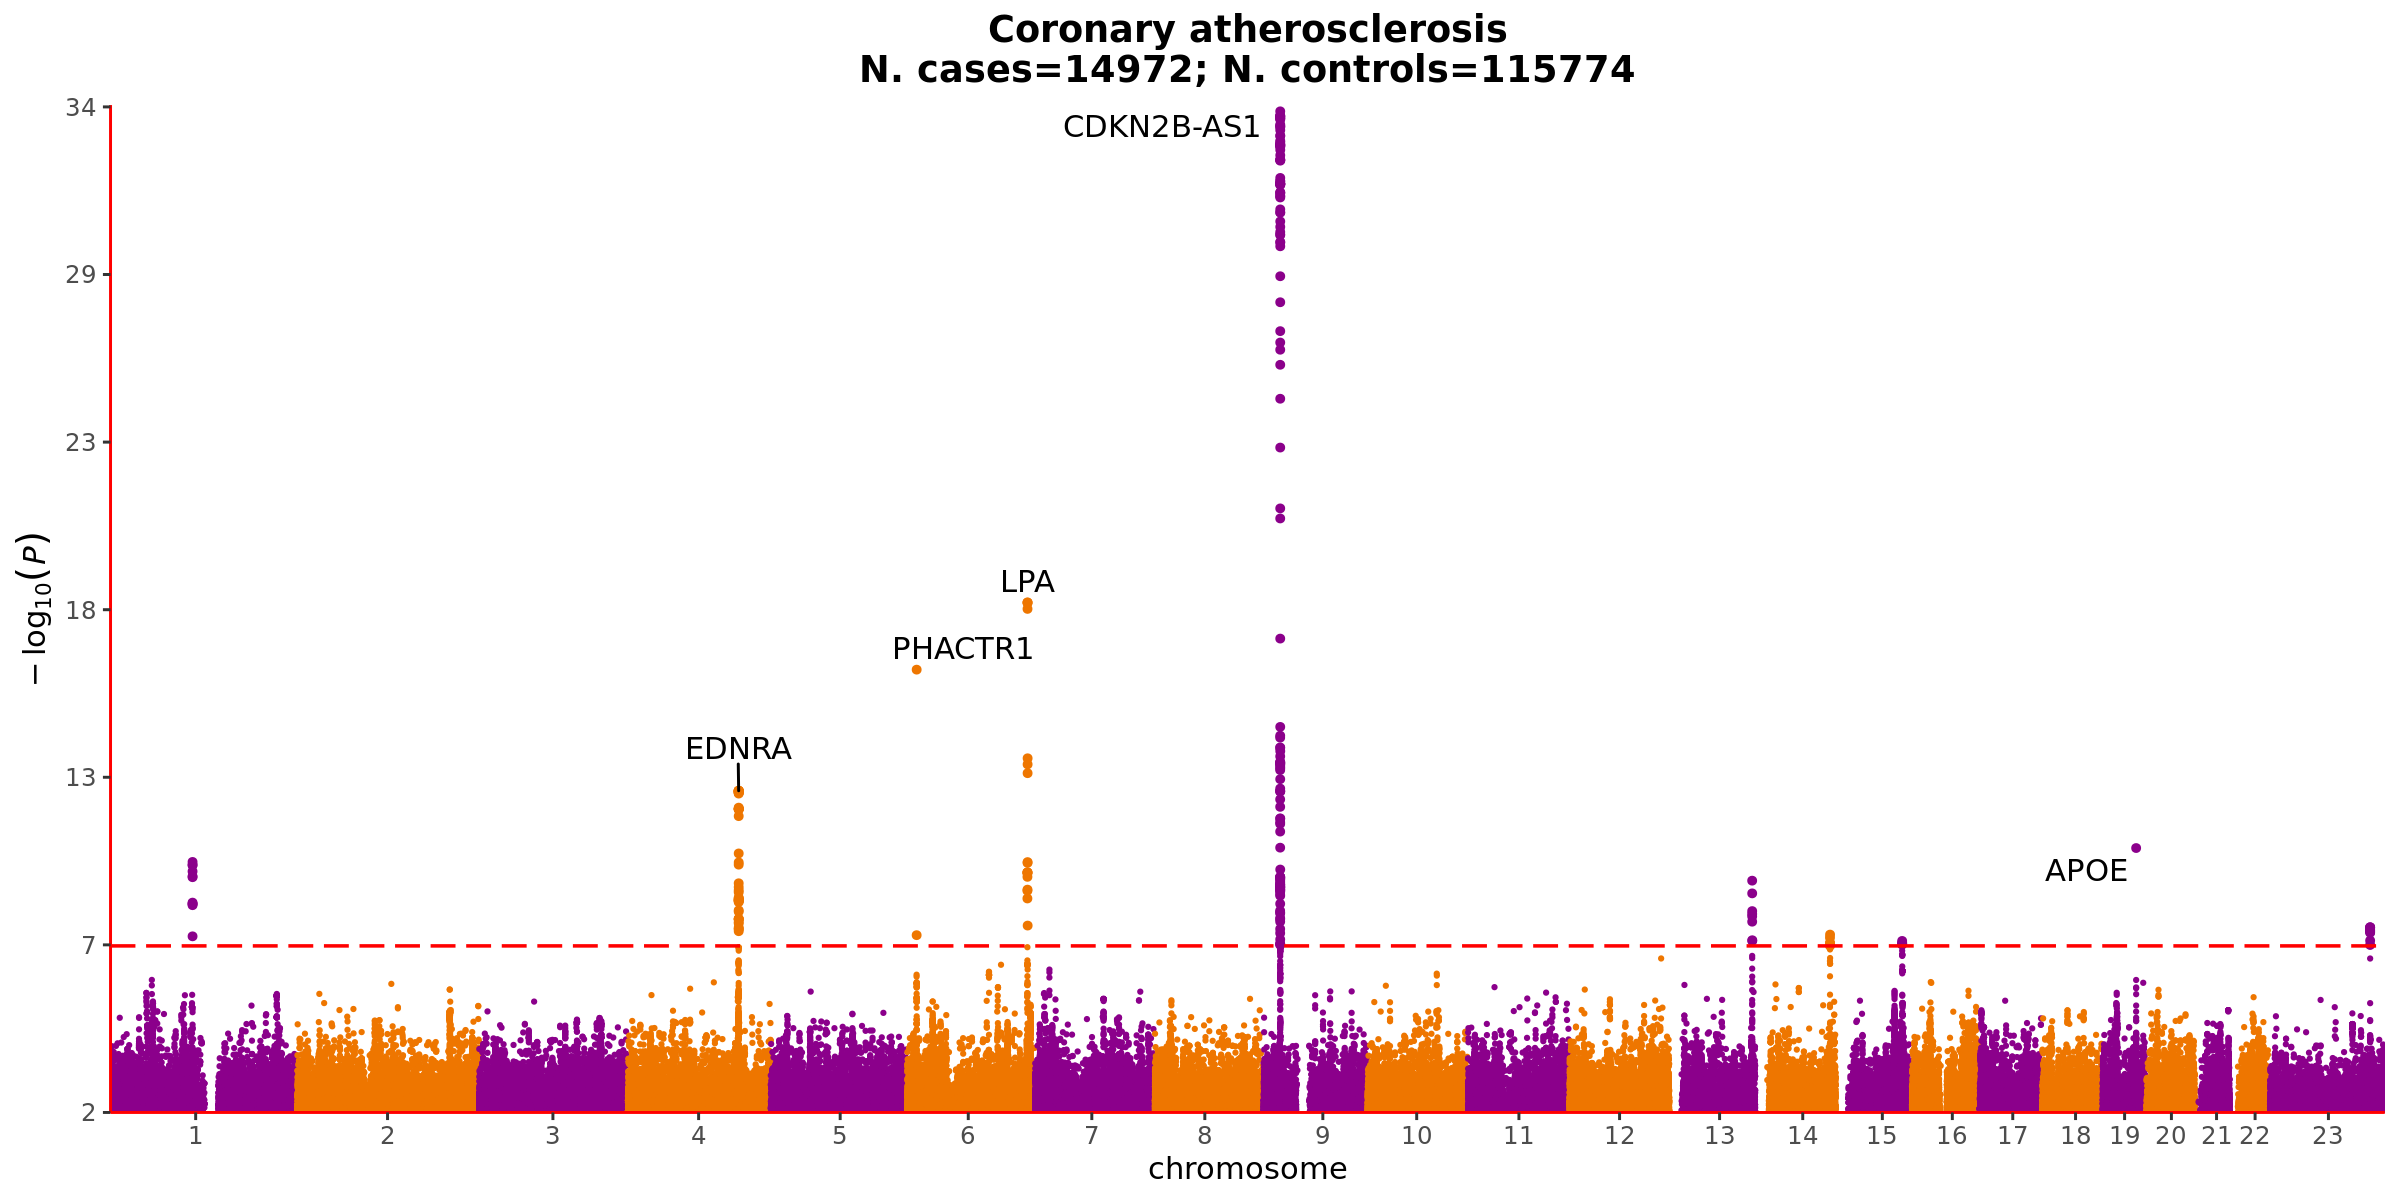 Coronary atherosclerosis
N. cases=14972; N. controls=115774
34
CDKN2B-AS1
29
23
LPA
18
PHACTR1
EDNRA
13
APOE
7
2
−log10(P)
1 2 3 4 5 6 7 8 9 10 11 12 13 14 15 16 17 18 19 20 21 22 23
chromosome